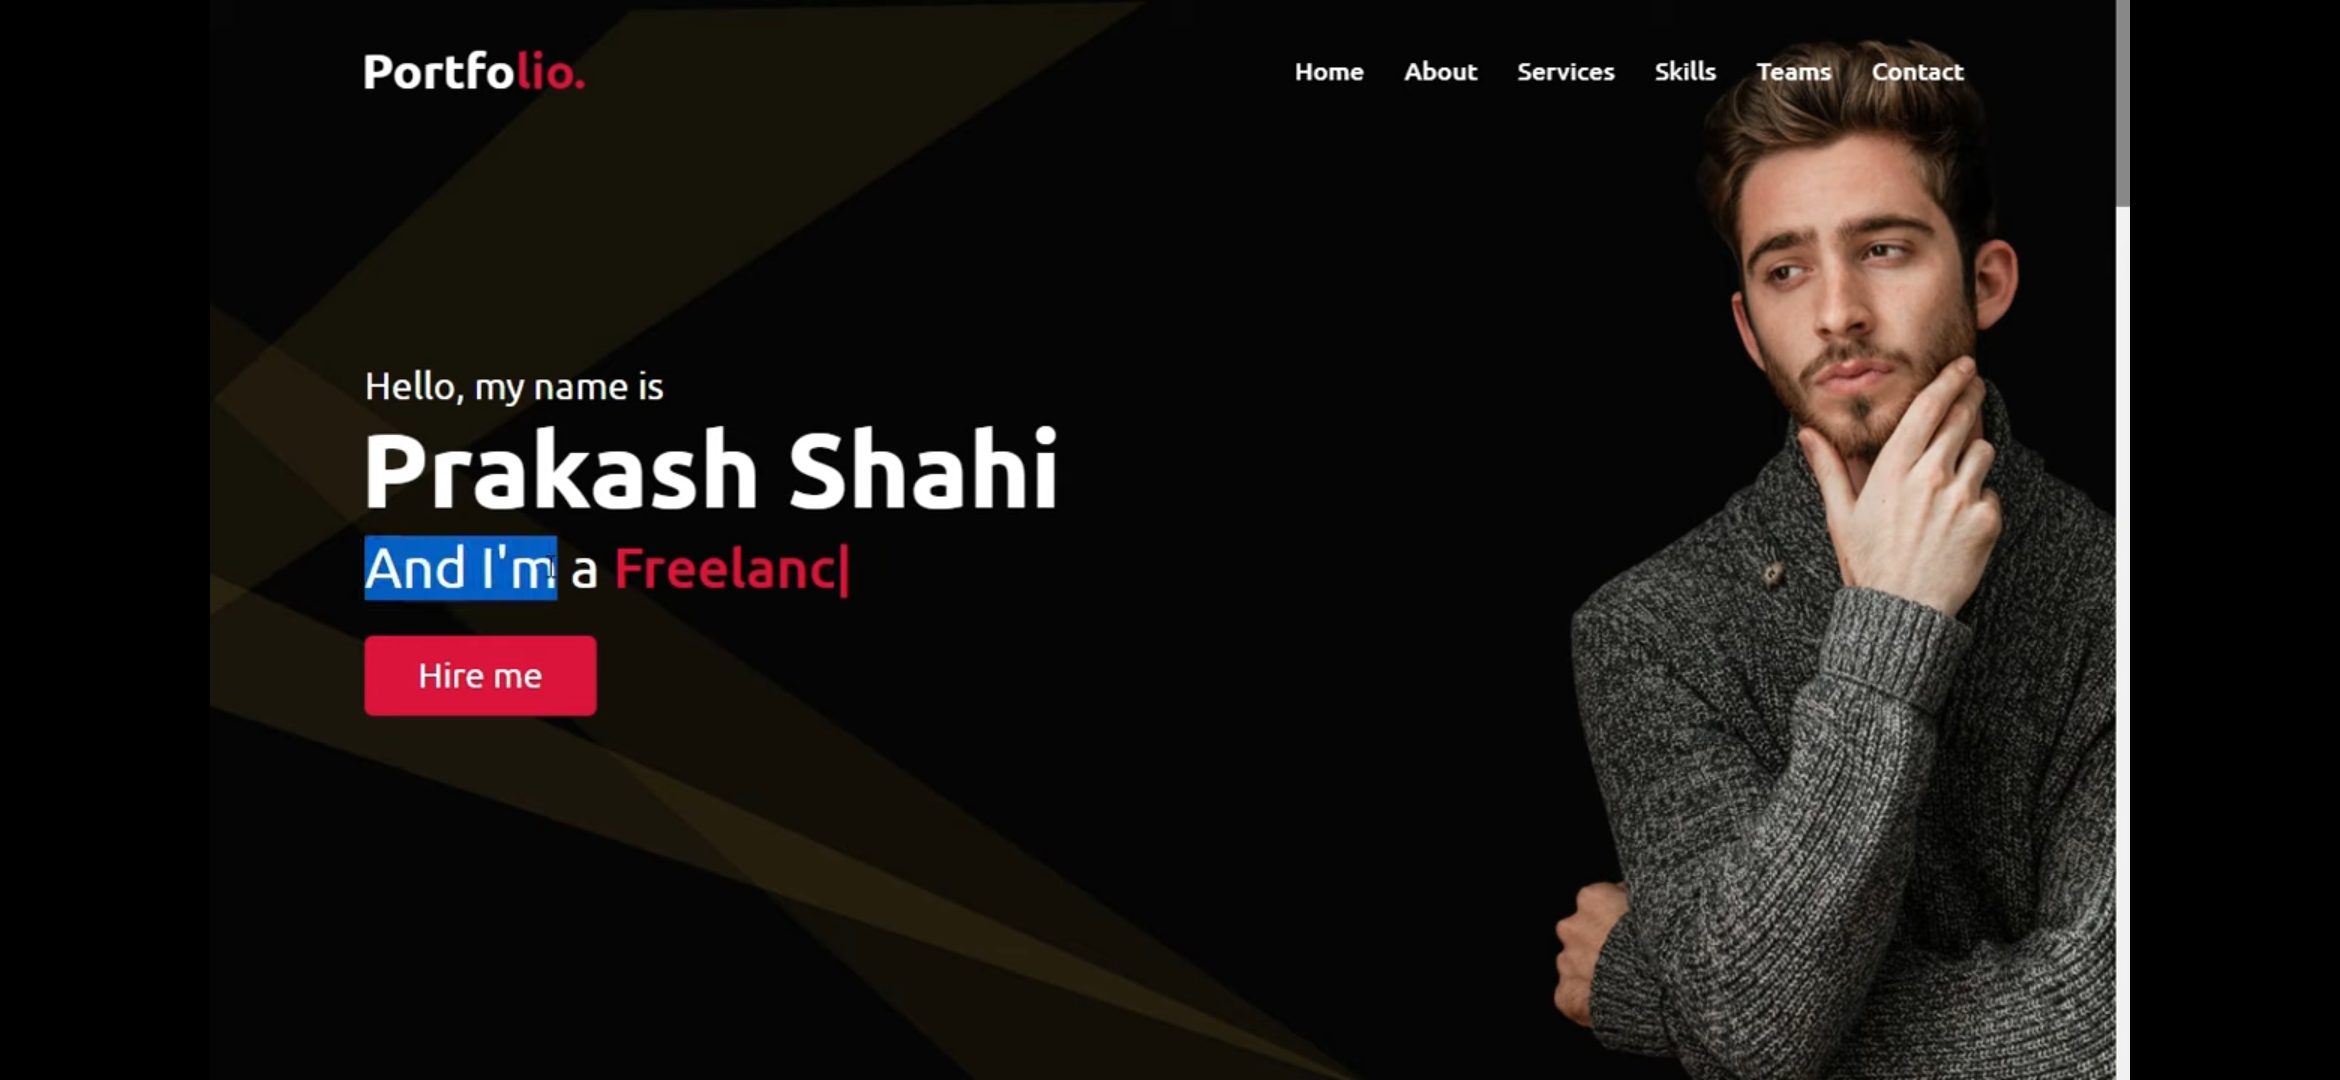 Portfolio.
Home About Services Skills Teams Contact
Hello, my name is
Prakash Shahi
And I'm a Freelanc|
Hire me